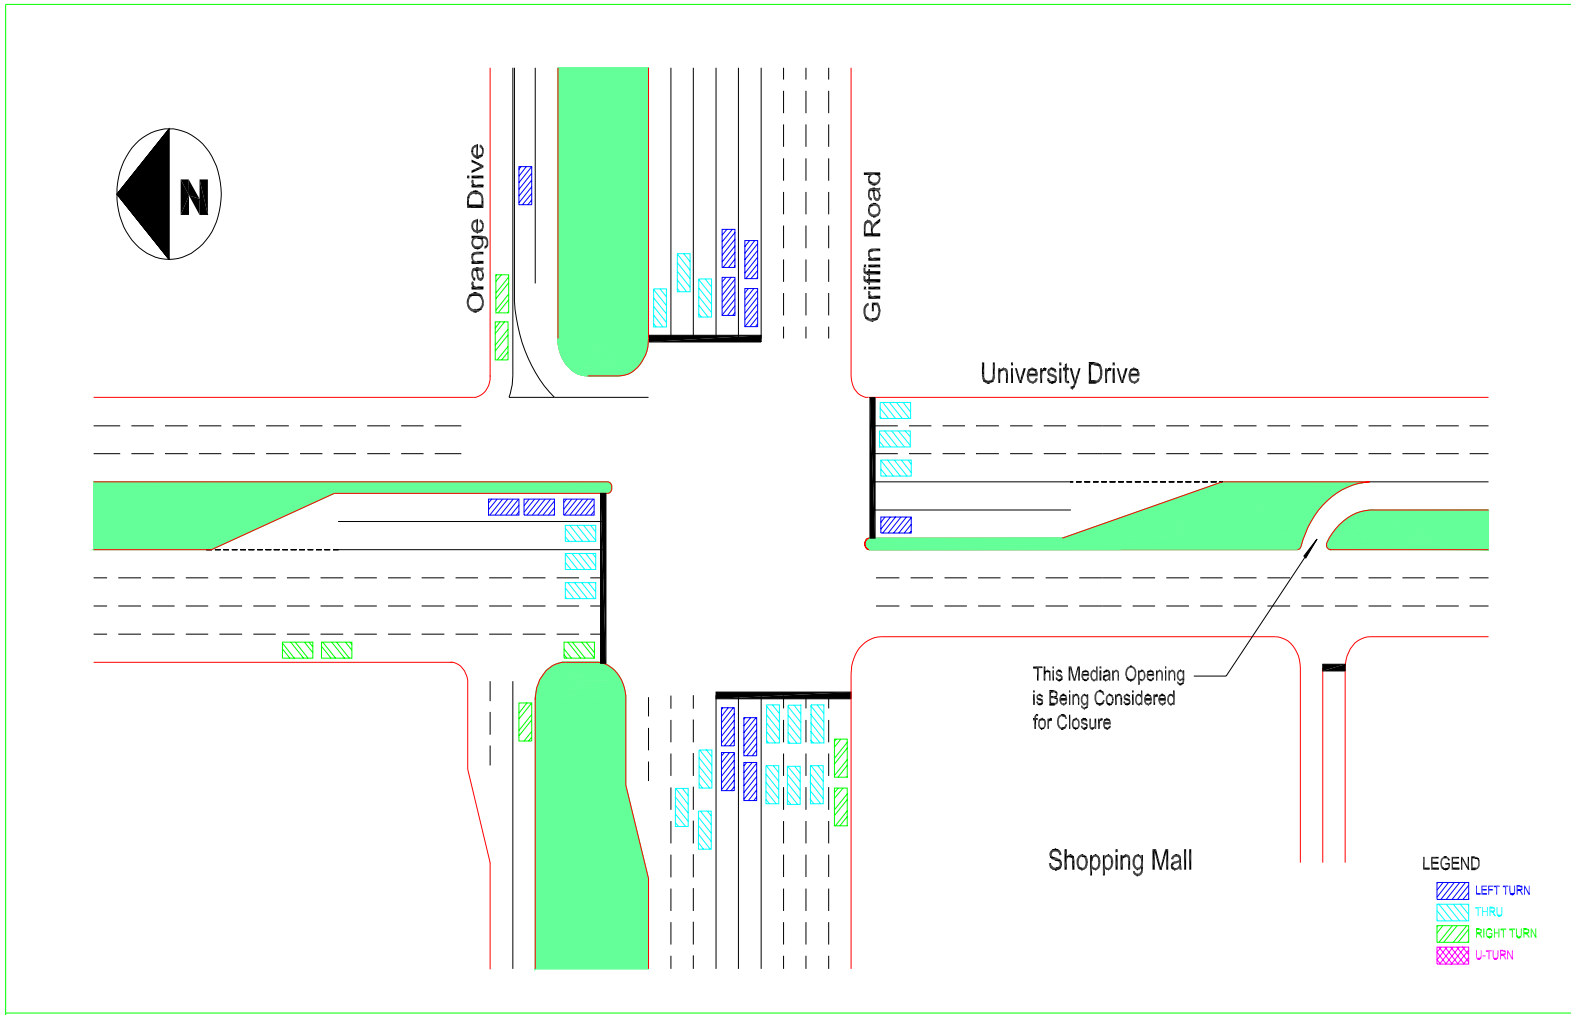 N
Orange Drive
Griffin Road
University Drive
This Median Opening
is Being Considered
for Closure
Shopping Mall
LEGEND
LEFT TURN
THRU
RIGHT TURN
U-TURN